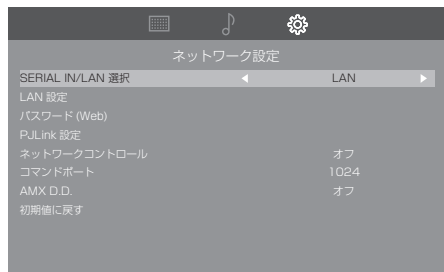 ネットワーク設定
SERIAL IN/LAN 選択 LAN
LAN 設定
パスワード (Web)
PJLink 設定
ネットワークコントロール オフ
コマンドポート 1024
AMX D.D. オフ
初期値に戻す